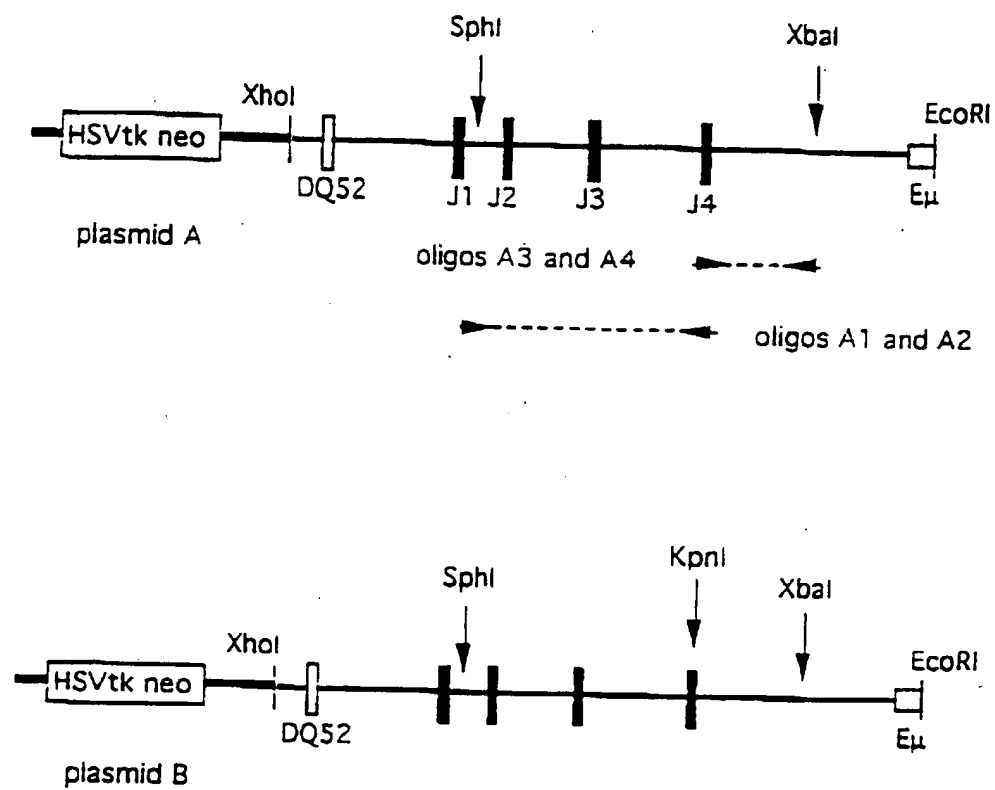 SphI
XbaI
XhoI
EcoRI
HSVtk neo
DQ52
J1 J2 J3 J4
Eμ
plasmid A
oligos A3 and A4
oligos A1 and A2
KpnI
SphI
XbaI
XhoI
EcoRI
HSVtk neo
DQ52
Eμ
plasmid B